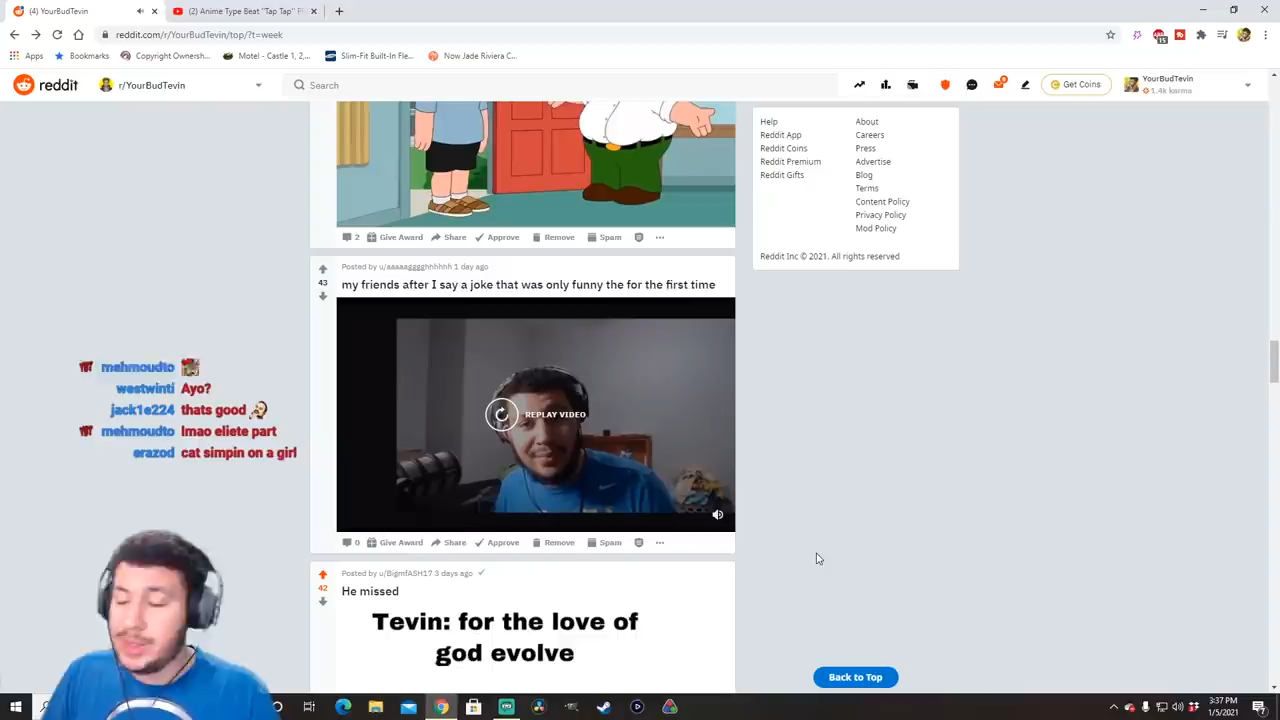 (4) YourBudTevin
(2) Anime Type Beat "Tap Tap" Fl
reddit.com/r/YourBudTevin/top/?t=week
Apps
Bookmarks
Copyright Ownersh...
Motel - Castle 1, 2,...
Slim-Fit Built-In Fle...
Now Jade Riviera C...
reddit
r/YourBudTevin
Search
Get Coins
YourBudTevin
1.4k karma
Help
About
Reddit App
Careers
Reddit Coins
Press
Reddit Premium
Advertise
Reddit Gifts
Blog
Terms
Content Policy
Privacy Policy
Mod Policy
Reddit Inc © 2021. All rights reserved
2 Give Award Share Approve Remove Spam
Posted by u/aaaaagggghhhhhh 1 day ago
43
my friends after I say a joke that was only funny the for the first time
REPLAY VIDEO
mehmoudto
westwinti Ayo?
jack1e224 thats good
mehmoudto lmao eliete part
erazod cat simpin on a girl
0 Give Award Share Approve Remove Spam
Posted by u/BigmfASH17 3 days ago
42
He missed
Tevin: for the love of
god evolve
Back to Top
3:37 PM
1/5/2021